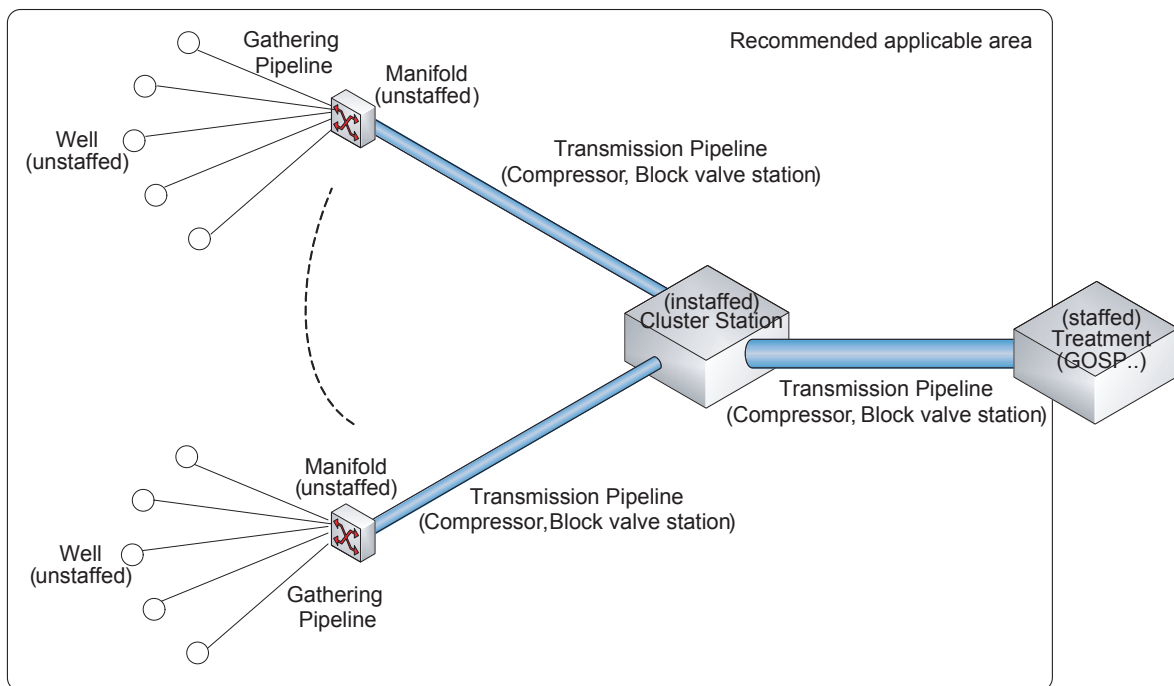 Recommended applicable area
Gathering
Pipeline
Manifold
(unstaffed)
Well
(unstaffed)
Transmission Pipeline
(Compressor, Block valve station)
(instaffed)
Cluster Station
(staffed)
Treatment
(GOSP..)
Transmission Pipeline
(Compressor, Block valve station)
Manifold
(unstaffed)
Transmission Pipeline
(Compressor,Block valve station)
Well
(unstaffed)
Gathering
Pipeline